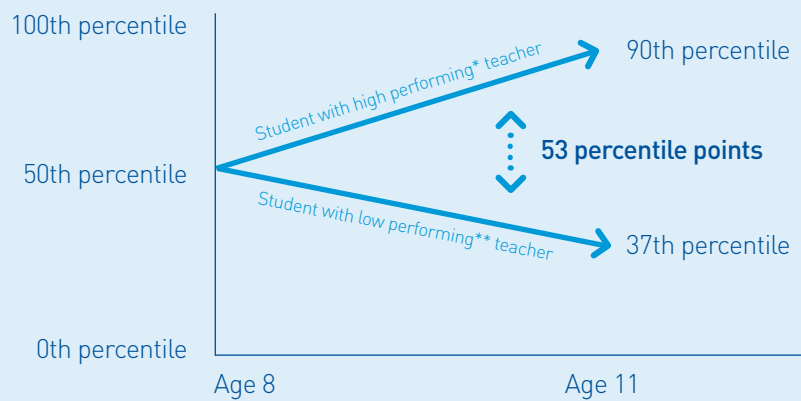 100th percentile
Student with high performing* teacher
90th percentile
53 percentile points
50th percentile
Student with low performing** teacher
37th percentile
0th percentile
Age 8
Age 11